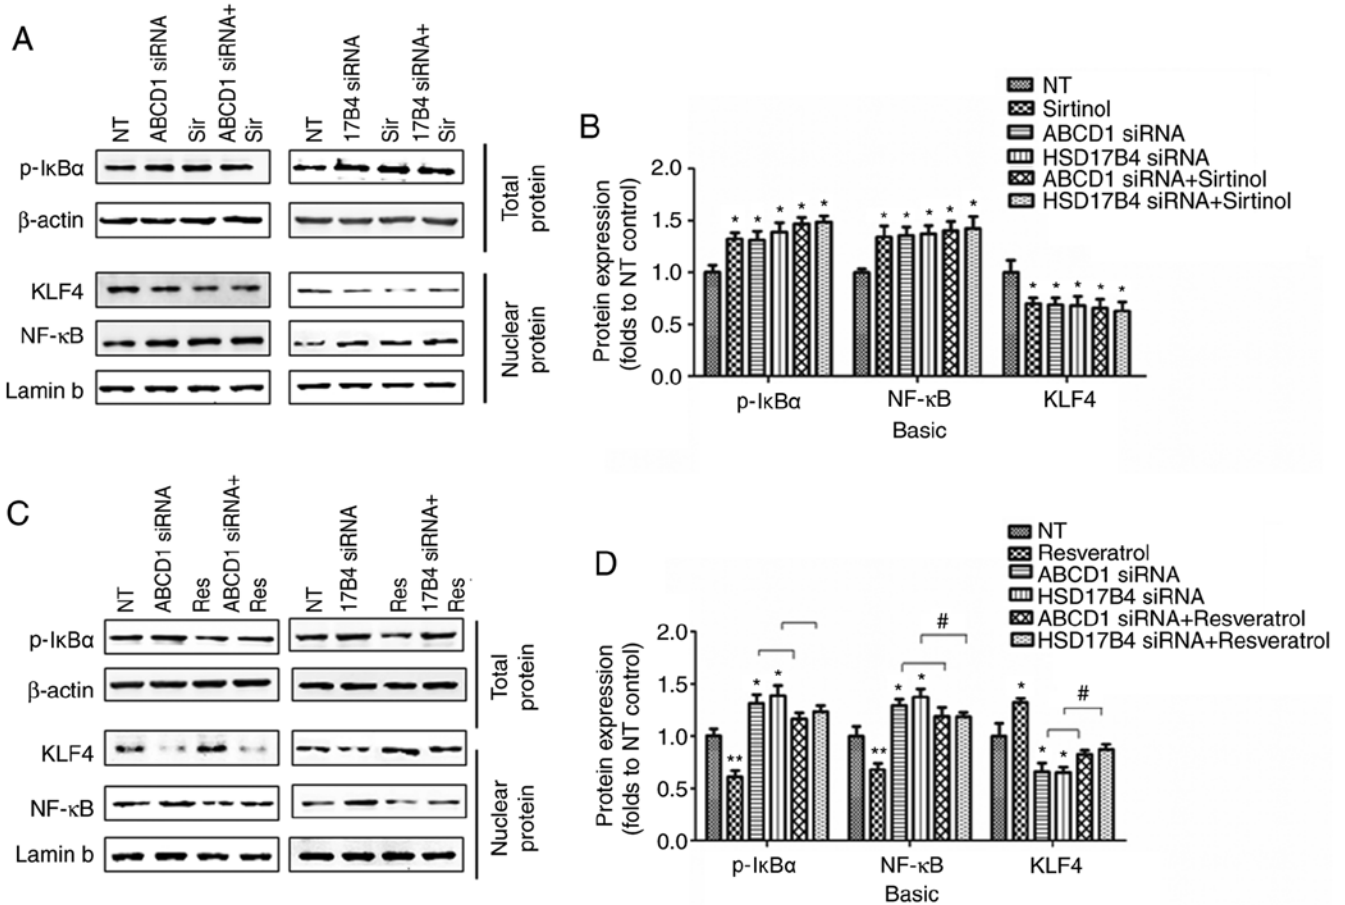 A
NT
ABCD1 siRNA
Sir
ABCD1 siRNA+
Sir
NT
17B4 siRNA
Sir
17B4 siRNA+
Sir
p-IκBα
β-actin
Total
protein
KLF4
NF-κB
Lamin b
Nuclear
protein
B
NT
Sirtinol
ABCD1 siRNA
HSD17B4 siRNA
ABCD1 siRNA+Sirtinol
HSD17B4 siRNA+Sirtinol
Protein expression
(folds to NT control)
2.0
1.5
1.0
0.5
0.0
* * * * *
* * * * *
* * * * *
p-IκBα NF-κB KLF4
Basic
C
NT
ABCD1 siRNA
Res
ABCD1 siRNA+
Res
NT
17B4 siRNA
Res
17B4 siRNA+
Res
p-IκBα
β-actin
Total
protein
KLF4
NF-κB
Lamin b
Nuclear
protein
D
NT
Resveratrol
ABCD1 siRNA
HSD17B4 siRNA
ABCD1 siRNA+Resveratrol
HSD17B4 siRNA+Resveratrol
Protein expression
(folds to NT control)
2.0
1.5
1.0
0.5
0.0
** * *
** * * #
* * * #
p-IκBα NF-κB KLF4
Basic